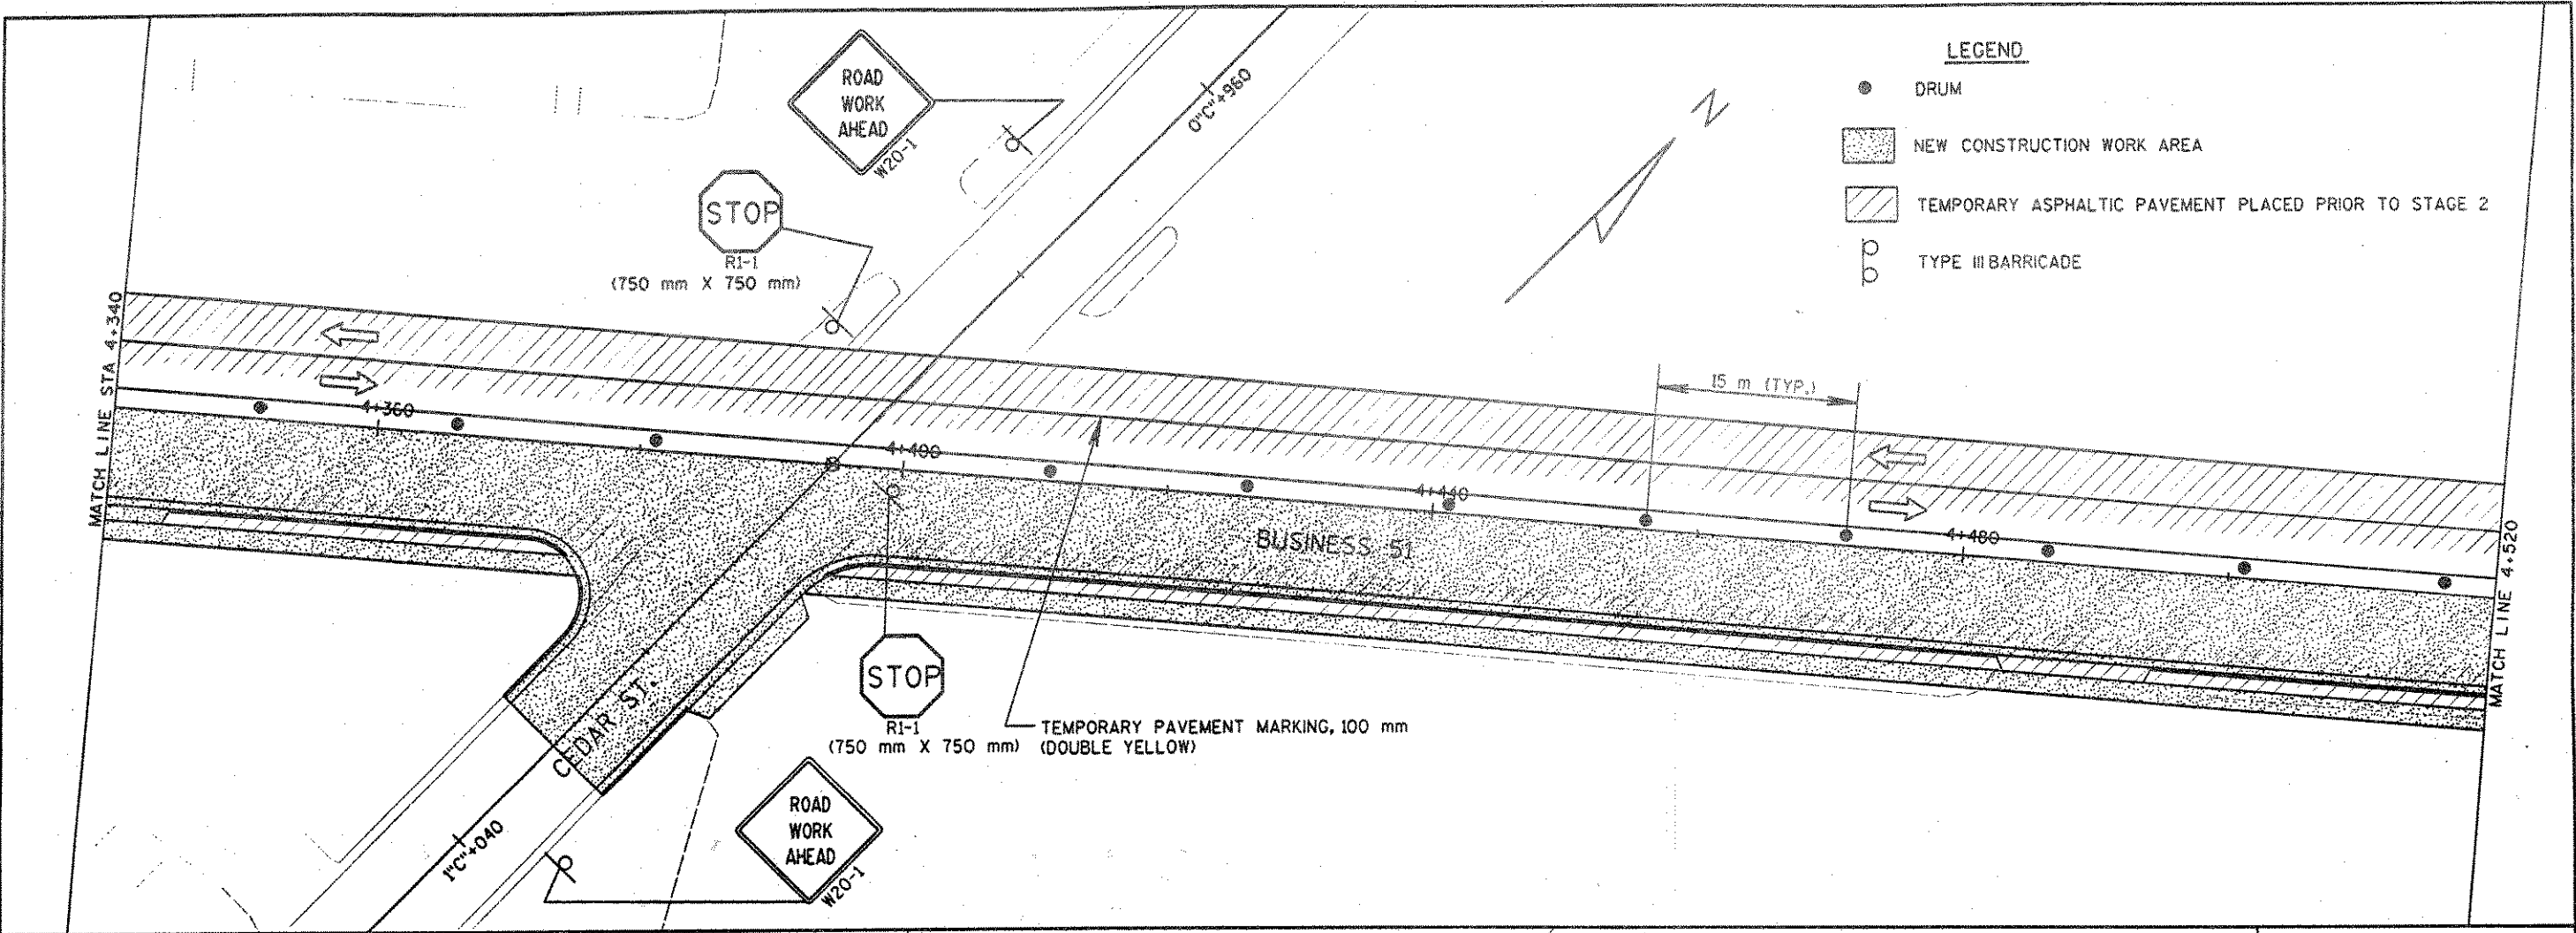 LEGEND
DRUM
NEW CONSTRUCTION WORK AREA
TEMPORARY ASPHALTIC PAVEMENT PLACED PRIOR TO STAGE 2
TYPE III BARRICADE
N
ROAD
WORK
AHEAD
W20-1
0"C"+960
STOP
R1-1
(750 mm X 750 mm)
MATCH LINE STA 4+340
15 m (TYP.)
4+360
4+400
4+440
4+480
BUSINESS 51
MATCH LINE 4+520
CEDAR ST.
STOP
R1-1
(750 mm X 750 mm)
TEMPORARY PAVEMENT MARKING, 100 mm
(DOUBLE YELLOW)
1"C"+040
ROAD
WORK
AHEAD
W20-1